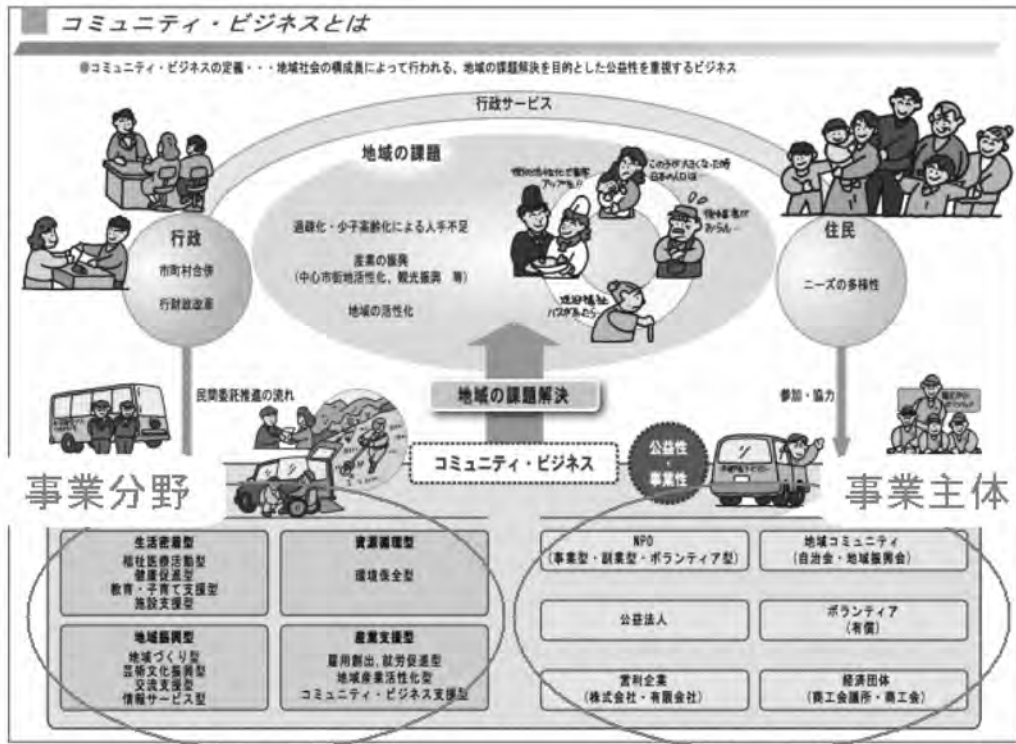 コミュニティ・ビジネスとは
◎コミュニティ・ビジネスの定義・・・地域社会の構成員によって行われる、地域の課題解決を目的とした公益性を重視するビジネス
行政サービス
地域の課題
過疎化・少子高齢化による人手不足
産業の振興
(中心市街地活性化、観光振興 等)
地域の活性化
行政
市町村合併
行財政改革
住民
ニーズの多様性
民間委託推進の流れ
地域の課題解決
参加・協力
コミュニティ・ビジネス
公益性
・
事業性
事業分野
事業主体
生活密着型
福祉医療活動型
健康促進型
教育・子育て支援型
施設支援型
資源循環型
環境保全型
地域振興型
地域づくり型
芸術文化振興型
交流支援型
情報サービス型
産業支援型
雇用創出,就労促進型
地域産業活性化型
コミュニティ・ビジネス支援型
NPO
(事業型・副業型・ボランティア型)
地域コミュニティ
(自治会・地域振興会)
公益法人
ボランティア
(有償)
営利企業
(株式会社・有限会社)
経済団体
(商工会議所・商工会)